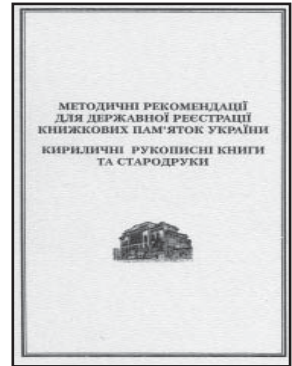 МЕТОДИЧНІ РЕКОМЕНДАЦІЇ
ДЛЯ ДЕРЖАВНОЇ РЕЄСТРАЦІЇ
КНИЖКОВИХ ПАМ'ЯТОК УКРАЇНИ
КИРИЛИЧНІ РУКОПИСНІ КНИГИ
ТА СТАРОДРУКИ